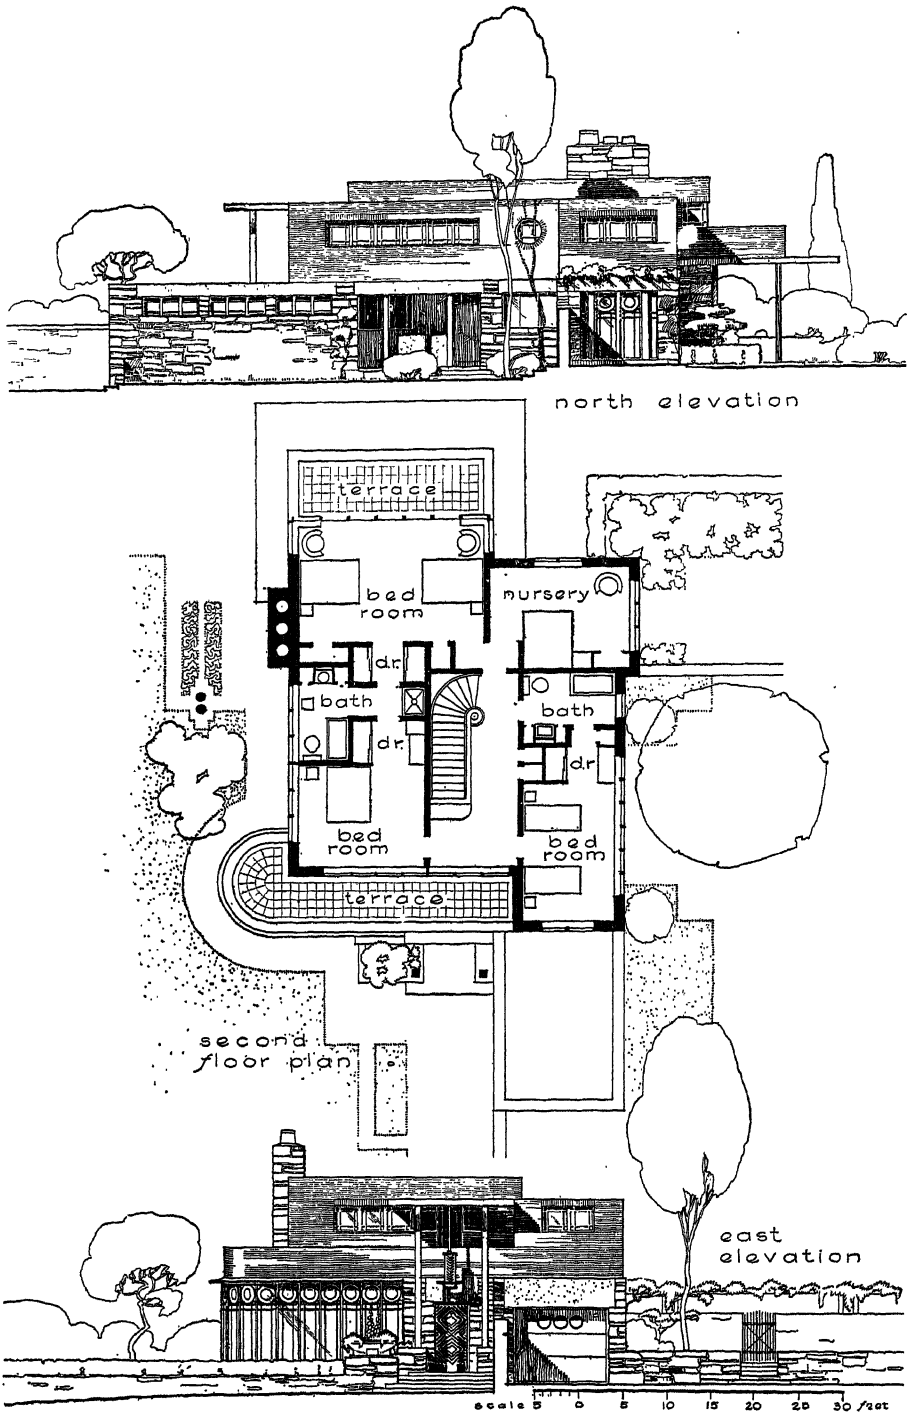 north elevation
terrace
bed
room
nursery
d.r.
bath
bath
d.r.
d.r.
bed
room
bed
room
terrace
second
floor plan
east
elevation
scale 5 0 5 10 15 20 25 30 feet